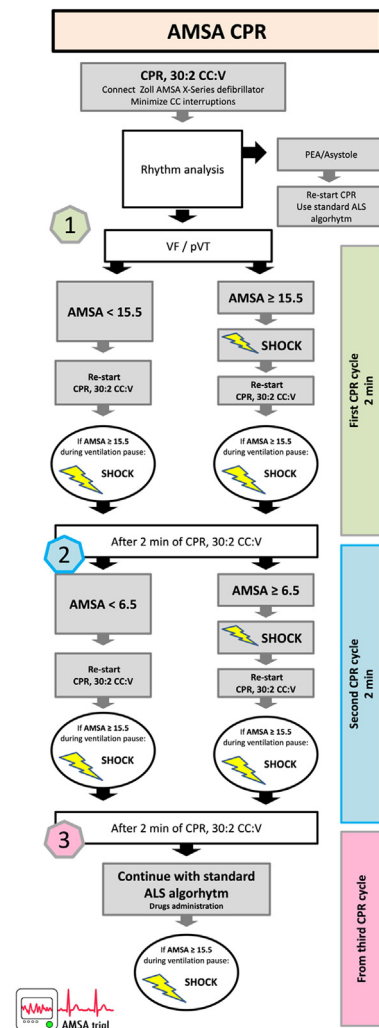 AMSA CPR
CPR, 30:2 CC:V
Connect Zoll AMSA X-Series defibrillator
Minimize CC interruptions
Rhythm analysis
PEA/Asystole
Re-start CPR
Use standard ALS
algorhytm
1
VF / pVT
AMSA < 15.5
AMSA ≥ 15.5
SHOCK
Re-start
CPR, 30:2 CC:V
Re-start
CPR, 30:2 CC:V
If AMSA ≥ 15.5
during ventilation pause:
SHOCK
If AMSA ≥ 15.5
during ventilation pause:
SHOCK
First CPR cycle
2 min
2
After 2 min of CPR, 30:2 CC:V
AMSA < 6.5
AMSA ≥ 6.5
SHOCK
Re-start
CPR, 30:2 CC:V
Re-start
CPR, 30:2 CC:V
If AMSA ≥ 15.5
during ventilation pause:
SHOCK
If AMSA ≥ 15.5
during ventilation pause:
SHOCK
Second CPR cycle
2 min
3
After 2 min of CPR, 30:2 CC:V
Continue with standard
ALS algorhytm
Drugs administration
If AMSA ≥ 15.5
during ventilation pause:
SHOCK
From third CPR cycle
AMSA trial